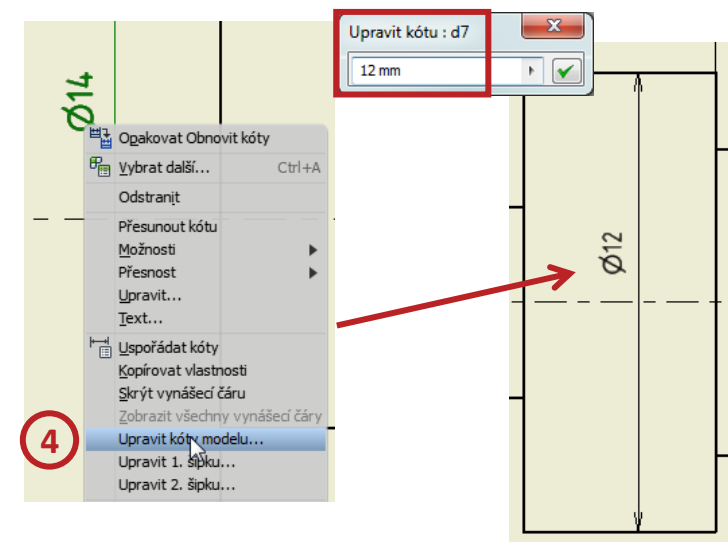 Upravit kótu : d7
12 mm
Ø14
Opakovat Obnovit kóty
Vybrat další... Ctrl+A
Odstranit
Přesunout kótu
Možnosti
Přesnost
Upravit...
Text...
Uspořádat kóty
Kopírovat vlastnosti
Skrýt vynášecí čáru
Zobrazit všechny vynášecí čáry
4
Upravit kóty modelu...
Upravit 1. šipku...
Upravit 2. šipku...
Ø12